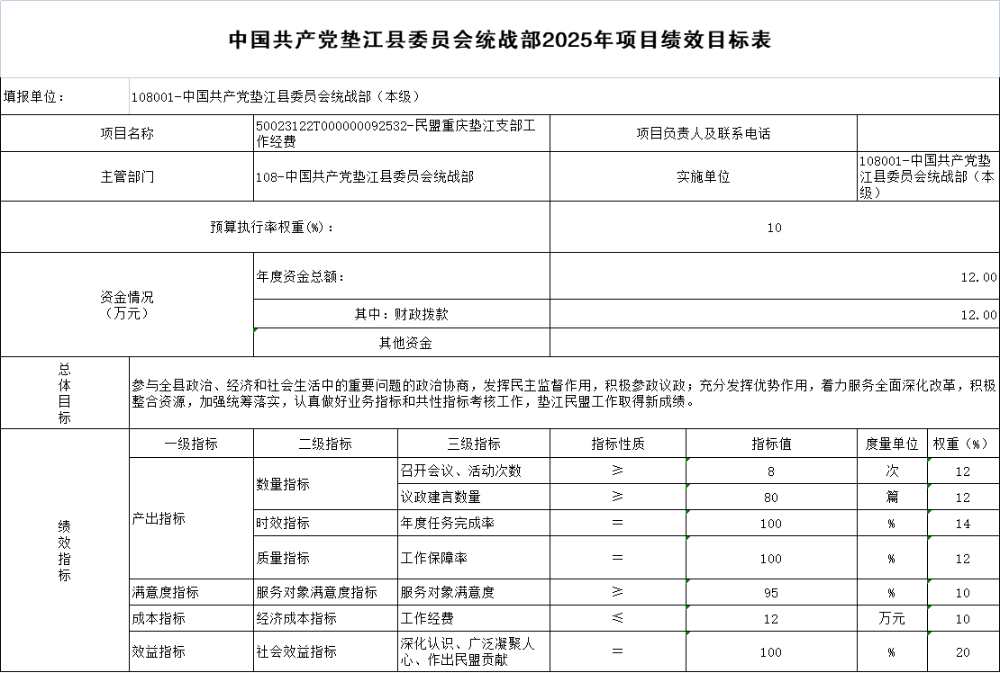 中国共产党垫江县委员会统战部2025年项目绩效目标表
填报单位：
108001-中国共产党垫江县委员会统战部（本级）
项目名称
50023122T000000092532-民盟重庆垫江支部工
作经费
项目负责人及联系电话
主管部门
108-中国共产党垫江县委员会统战部
实施单位
108001-中国共产党垫
江县委员会统战部（本
级）
预算执行率权重(%)：
10
资金情况
（万元）
年度资金总额：
12.00
其中：财政拨款
12.00
其他资金
总
体
目
标
参与全县政治、经济和社会生活中的重要问题的政治协商，发挥民主监督作用，积极参政议政；充分发挥优势作用，着力服务全面深化改革，积极
整合资源，加强统筹落实，认真做好业务指标和共性指标考核工作，垫江民盟工作取得新成绩。
绩
效
指
标
一级指标
二级指标
三级指标
指标性质
指标值
度量单位
权重（%）
产出指标
数量指标
召开会议、活动次数
≥
8
次
12
议政建言数量
≥
80
篇
12
时效指标
年度任务完成率
＝
100
%
14
质量指标
工作保障率
＝
100
%
12
满意度指标
服务对象满意度指标
服务对象满意度
≥
95
%
10
成本指标
经济成本指标
工作经费
≤
12
万元
10
效益指标
社会效益指标
深化认识、广泛凝聚人
心、作出民盟贡献
＝
100
%
20